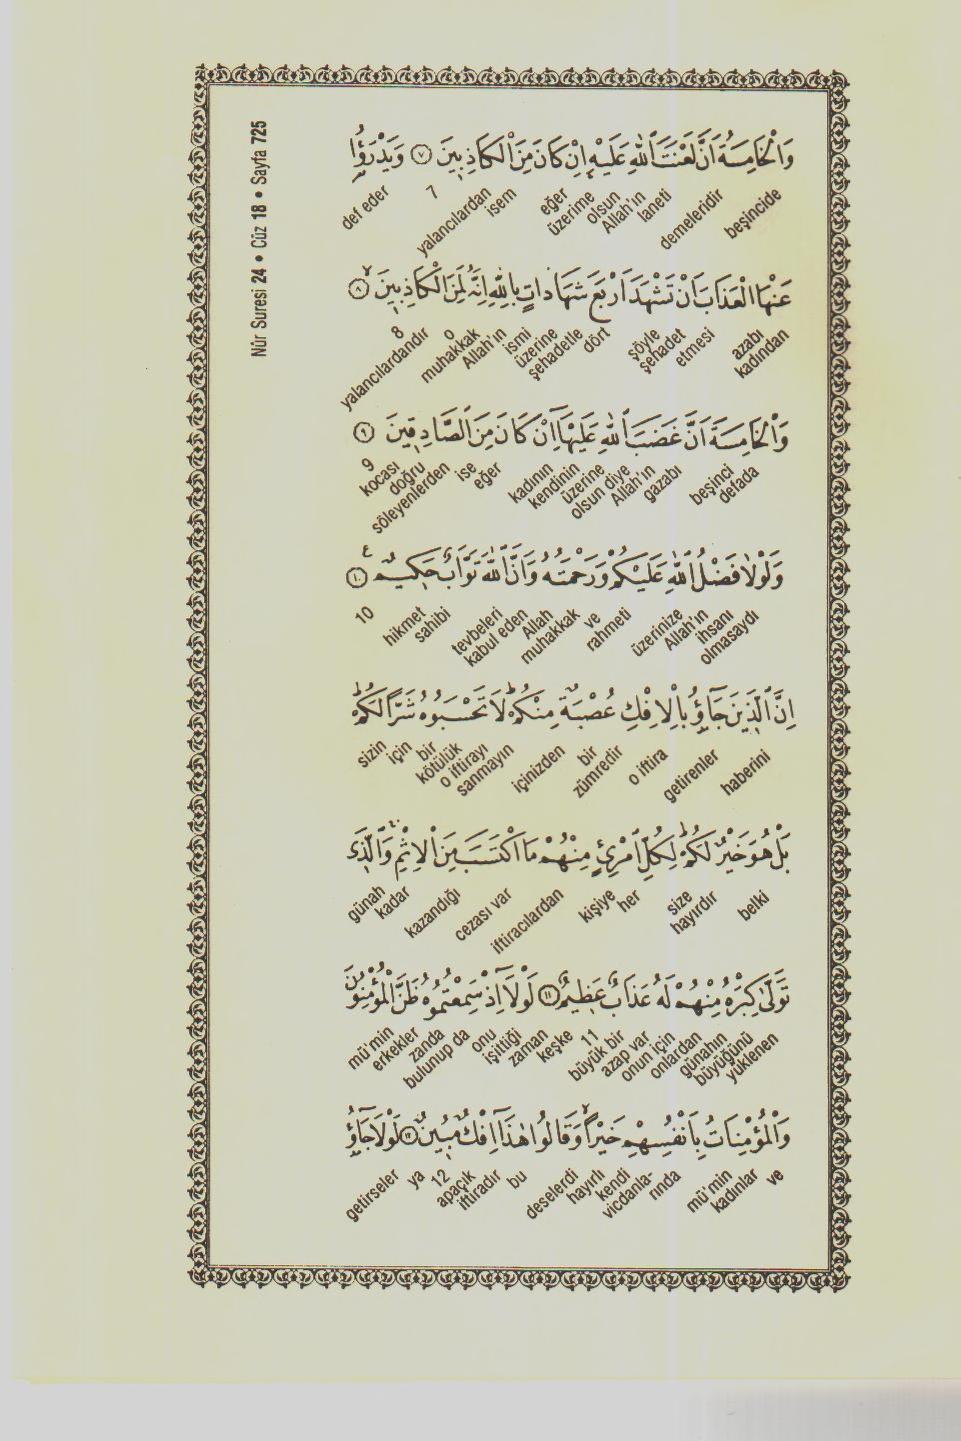 Nûr Suresi 24 • Cüz 18 • Sayfa 725
وَالْخَامِسَةُ اَنَّ لَعْنَتَ اللّٰهِ عَلَيْهِ اِنْ كَانَ مِنَ الْكَاذِبٖينَ ﴿٧﴾ وَيَدْرَؤُا
beşincide demeleridir laneti Allah'ın olsun üzerime eğer isem yalancılardan 7 def eder
عَنْهَا الْعَذَابَ اَنْ تَشْهَدَ اَرْبَعَ شَهَادَاتٍ بِاللّٰهِ اِنَّهُ لَمِنَ الْكَاذِبٖينَ ﴿٨﴾
kadından azabı etmesi şehadet şöyle dört şehadetle üzerine ismi Allah'ın muhakkak o yalancılardandır 8
وَالْخَامِسَةَ اَنَّ غَضَبَ اللّٰهِ عَلَيْهَٓا اِنْ كَانَ مِنَ الصَّادِقٖينَ ﴿٩﴾
defada beşinci gazabı Allah'ın olsun diye üzerine kendinin kadının eğer ise söleyenlerden doğru kocası 9
وَلَوْلَا فَضْلُ اللّٰهِ عَلَيْكُمْ وَرَحْمَتُهُ وَاَنَّ اللّٰهَ تَوَّابٌ حَكٖيمٌ ﴿١٠﴾
olmasaydı ihsanı Allah'ın üzerinize rahmeti ve muhakkak Allah kabul eden tevbeleri sahibi hikmet 10
اِنَّ الَّذٖينَ جَٓاؤُ بِالْاِفْكِ عُصْبَةٌ مِنْكُمْ لَا تَحْسَبُوهُ شَرًّا لَكُمْ
haberini getirenler o iftira zümredir bir içinizden sanmayın o iftirayı kötülük bir için sizin
بَلْ هُوَ خَيْرٌ لَكُمْ لِكُلِّ امْرِئٍ مِنْهُمْ مَا اكْتَسَبَ مِنَ الْاِثْمِ وَالَّذٖى
belki hayırdır size her kişiye iftiracılardan cezası var kazandığı kadar günah
تَوَلّٰى كِبْرَهُ مِنْهُمْ لَهُ عَذَابٌ عَظٖيمٌ ﴿١١﴾ لَوْلَٓا اِذْ سَمِعْتُمُوهُ ظَنَّ الْمُؤْمِنُونَ
yüklenen büyüğünü günahın onlardan onun için azap var büyük bir 11 keşke zaman işittiği onu bulunup da zanda erkekler mü'min
وَالْمُؤْمِنَاتُ بِاَنْفُسِهِمْ خَيْرًا وَقَالُوا هٰذَٓا اِفْكٌ مُبٖينٌ ﴿١٢﴾ لَوْلَا جَٓاؤُ
ve kadınlar mü'min rında vicdanla- kendi hayırlı deselerdi bu iftiradır apaçık 12 ya getirseler